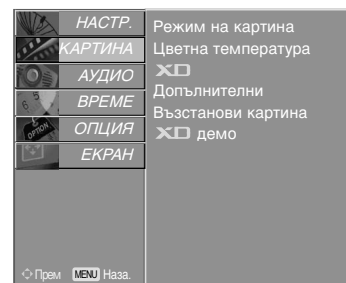 НАСТР.
КАРТИНА
АУДИО
ВРЕМЕ
ОПЦИЯ
ЕКРАН
Режим на картина
Цветна температура
XD
Допълнителни
Възстанови картина
XD демо
Прем MENU Наза.